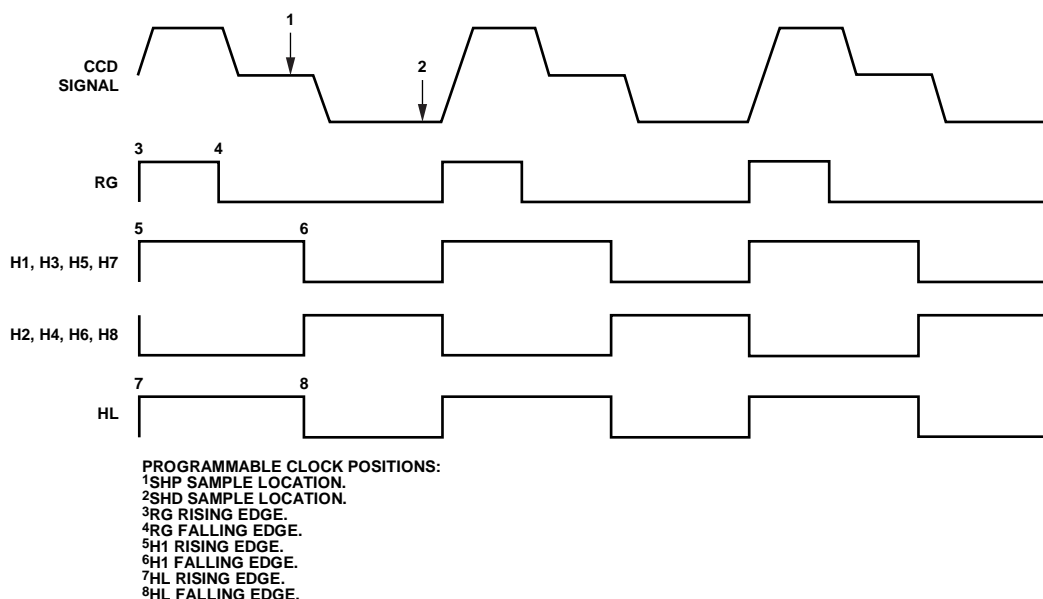 1
2
CCD
SIGNAL
3
4
RG
5
6
H1, H3, H5, H7
H2, H4, H6, H8
7
8
HL
PROGRAMMABLE CLOCK POSITIONS:
1SHP SAMPLE LOCATION.
2SHD SAMPLE LOCATION.
3RG RISING EDGE.
4RG FALLING EDGE.
5H1 RISING EDGE.
6H1 FALLING EDGE.
7HL RISING EDGE.
8HL FALLING EDGE.